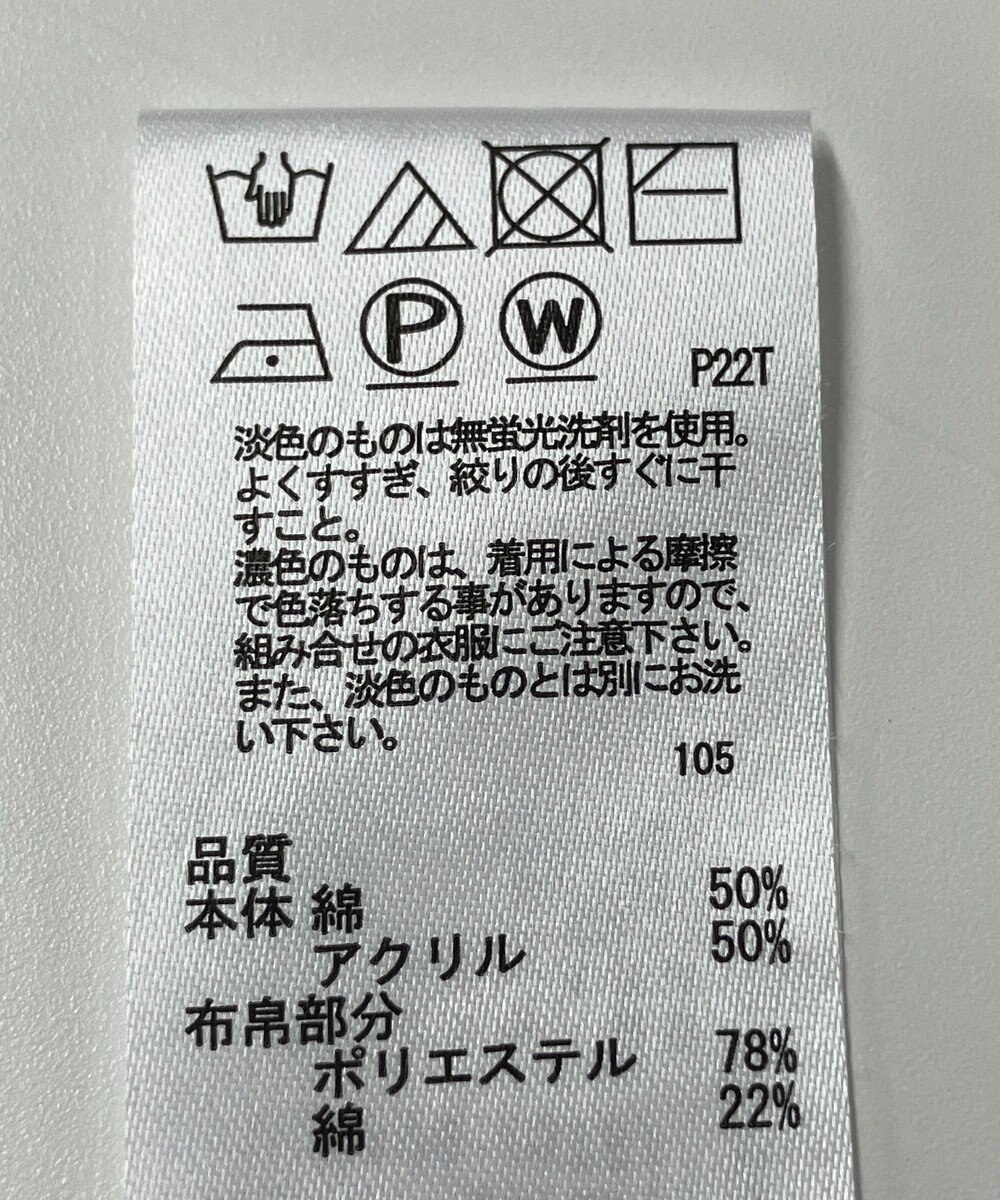 P
W
P22T
淡色のものは無蛍光洗剤を使用。
よくすすぎ、絞りの後すぐに干
すこと。
濃色のものは、着用による摩擦
で色落ちする事がありますので、
組み合せの衣服にご注意下さい。
また、淡色のものとは別にお洗
い下さい。
105
品質
本体 綿 50%
アクリル 50%
布帛部分
ポリエステル 78%
綿 22%